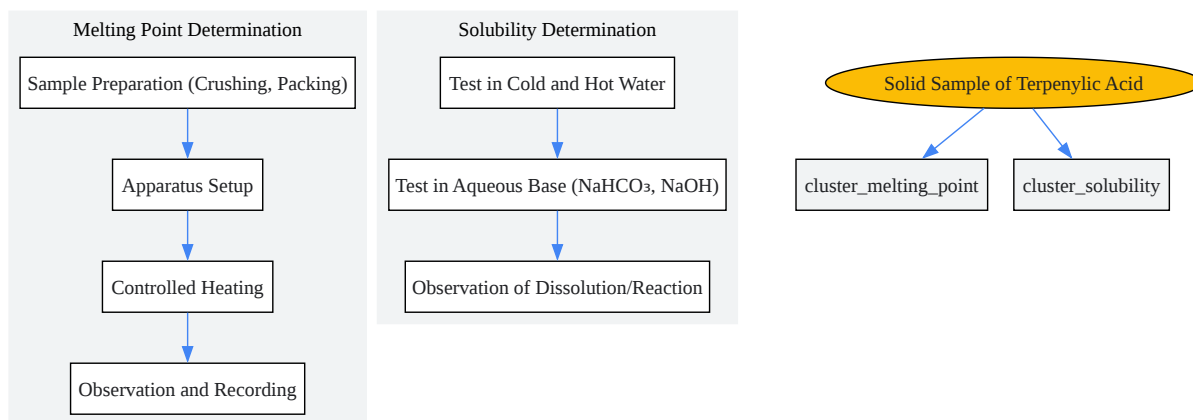 Melting Point Determination
Sample Preparation (Crushing, Packing)
Apparatus Setup
Controlled Heating
Observation and Recording
Solubility Determination
Test in Cold and Hot Water
Test in Aqueous Base (NaHCO₃, NaOH)
Observation of Dissolution/Reaction
Solid Sample of Terpenylic Acid
cluster_melting_point
cluster_solubility